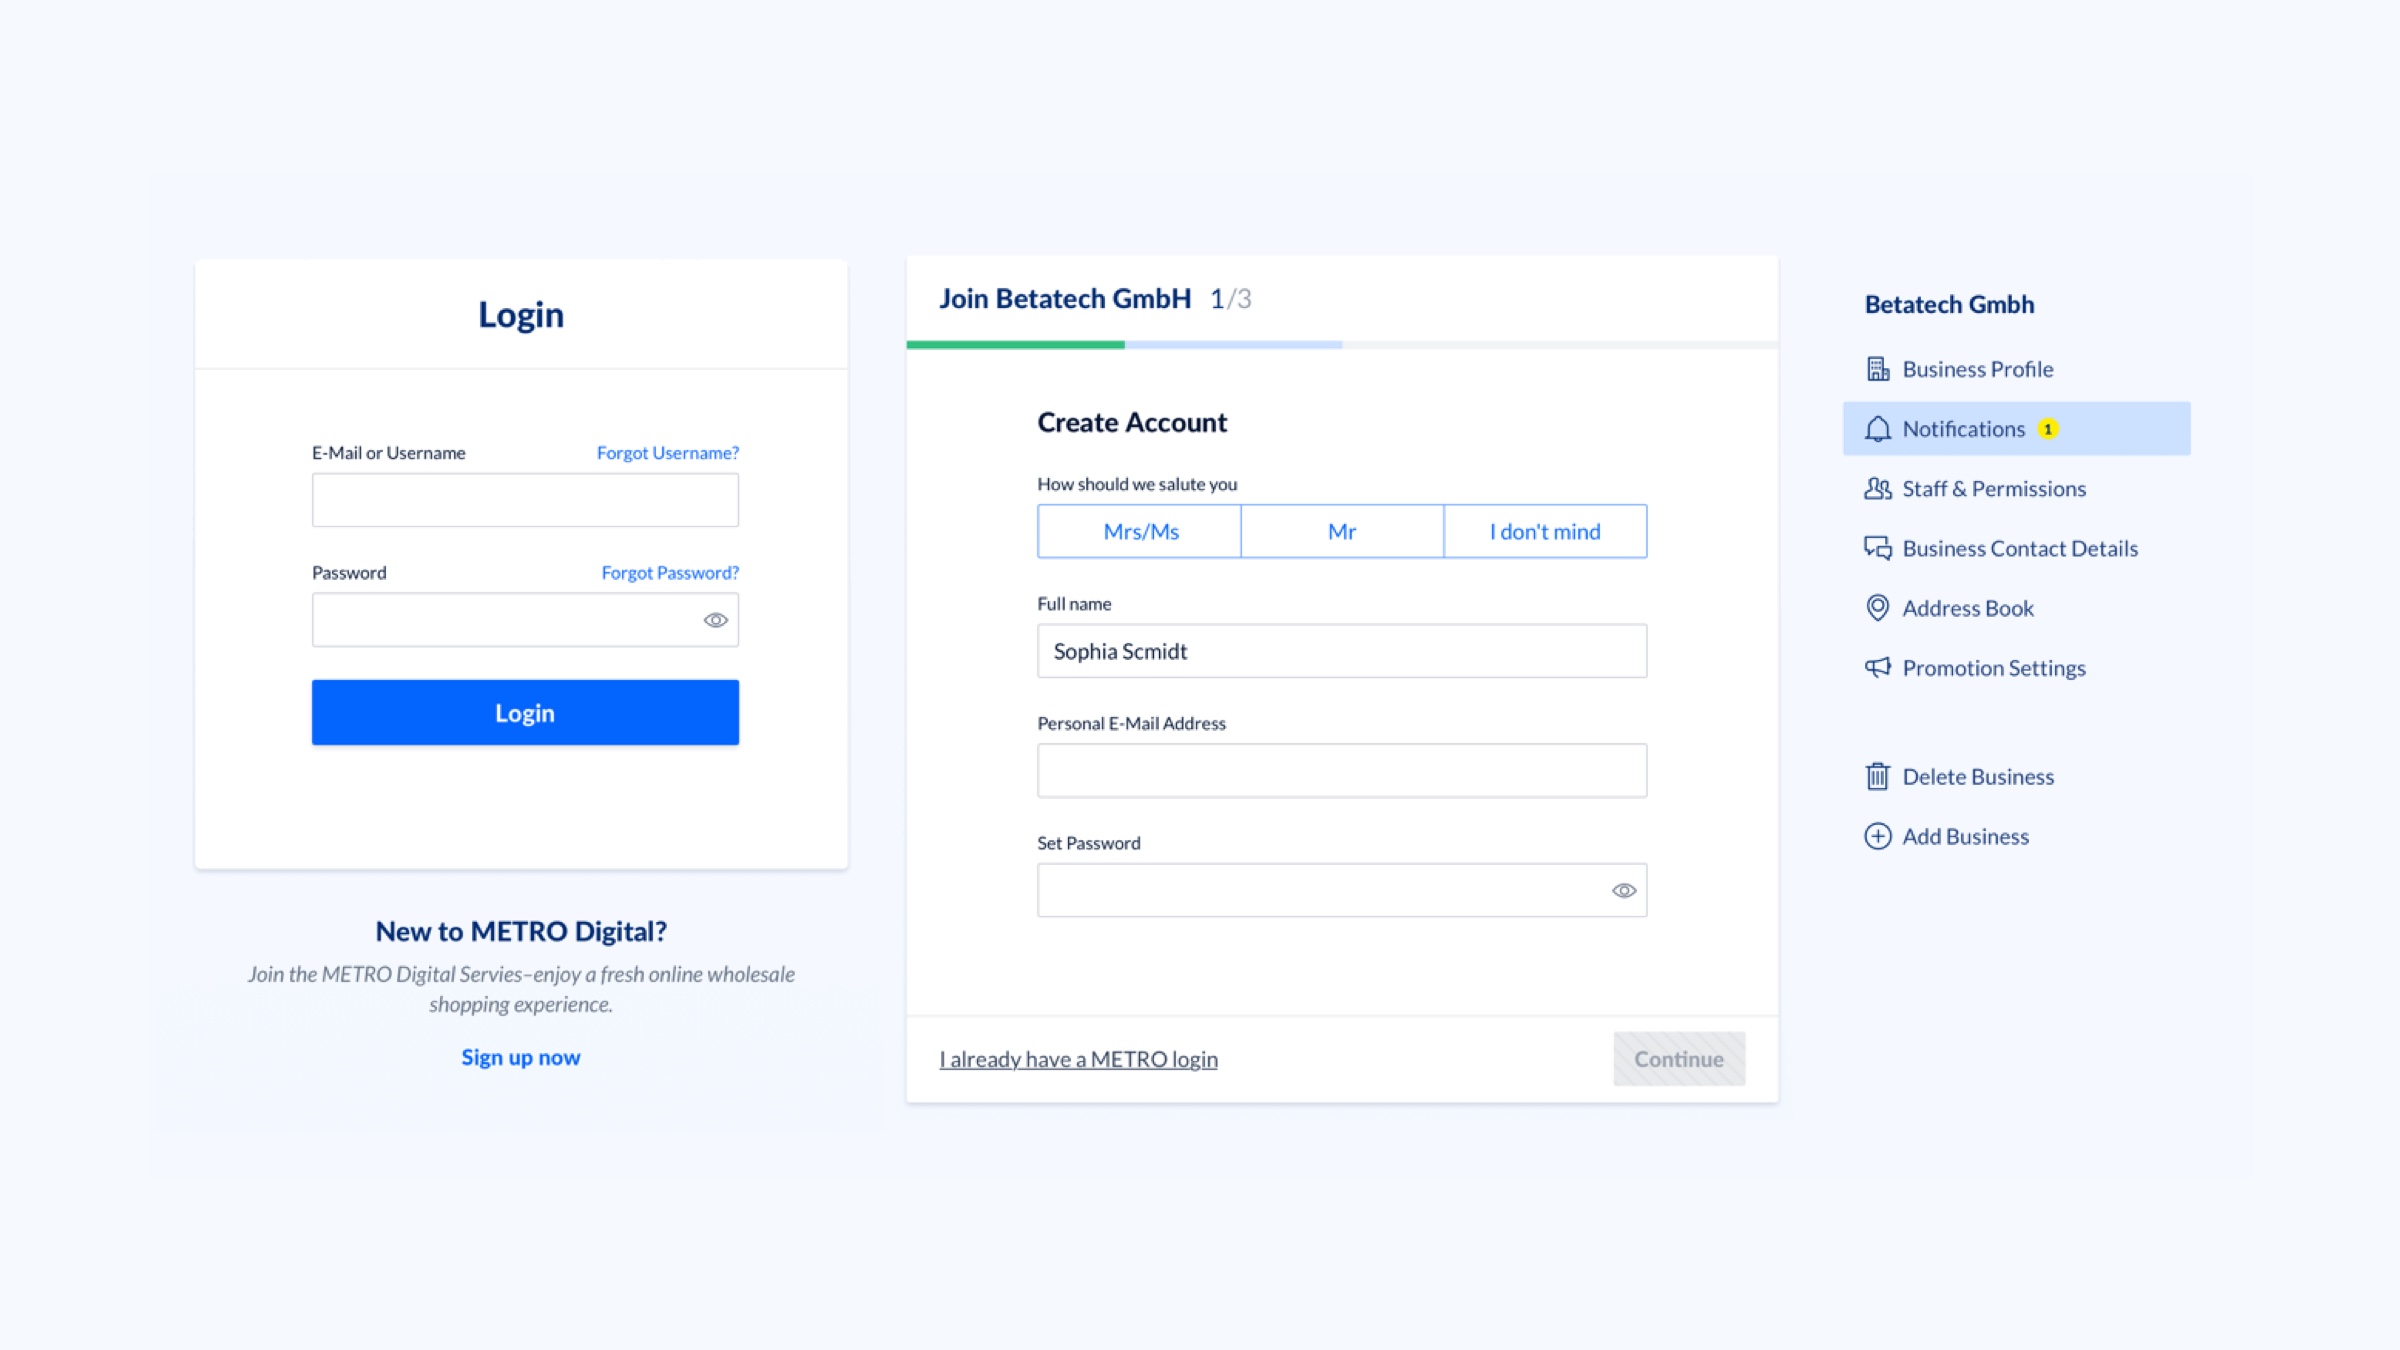 Login
E-Mail or Username Forgot Username?
Password Forgot Password?
Login
New to METRO Digital?
Join the METRO Digital Servies–enjoy a fresh online wholesale
shopping experience.
Sign up now
Join Betatech GmbH 1/3
Create Account
How should we salute you
Mrs/Ms Mr I don't mind
Full name
Sophia Scmidt
Personal E-Mail Address
Set Password
I already have a METRO login Continue
Betatech Gmbh
Business Profile
Notifications 1
Staff & Permissions
Business Contact Details
Address Book
Promotion Settings
Delete Business
Add Business